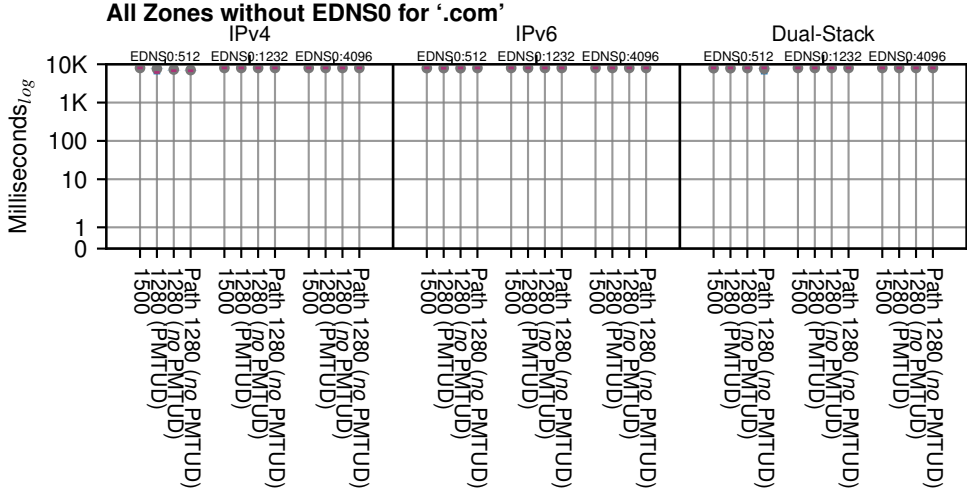 All Zones without EDNS0 for ‘.com’
IPv4 IPv6 Dual-Stack
EDNS0:512 EDNS0:1232 EDNS0:4096 EDNS0:512 EDNS0:1232 EDNS0:4096 EDNS0:512 EDNS0:1232 EDNS0:4096
Milliseconds_log
10K
1K
100
10
1
0
1500
1280 (PMTUD)
1280 (no PMTUD)
Path 1280 (no PMTUD)
1500
1280 (PMTUD)
1280 (no PMTUD)
Path 1280 (no PMTUD)
1500
1280 (PMTUD)
1280 (no PMTUD)
Path 1280 (no PMTUD)
1500
1280 (PMTUD)
1280 (no PMTUD)
Path 1280 (no PMTUD)
1500
1280 (PMTUD)
1280 (no PMTUD)
Path 1280 (no PMTUD)
1500
1280 (PMTUD)
1280 (no PMTUD)
Path 1280 (no PMTUD)
1500
1280 (PMTUD)
1280 (no PMTUD)
Path 1280 (no PMTUD)
1500
1280 (PMTUD)
1280 (no PMTUD)
Path 1280 (no PMTUD)
1500
1280 (PMTUD)
1280 (no PMTUD)
Path 1280 (no PMTUD)